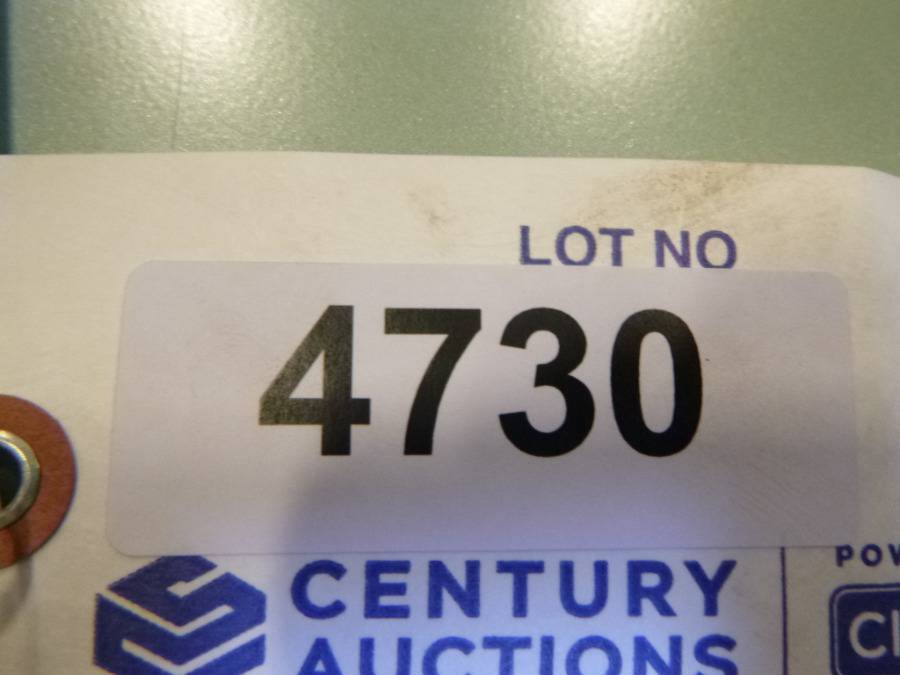 LOT NO
4730
CENTURY
AUCTIONS